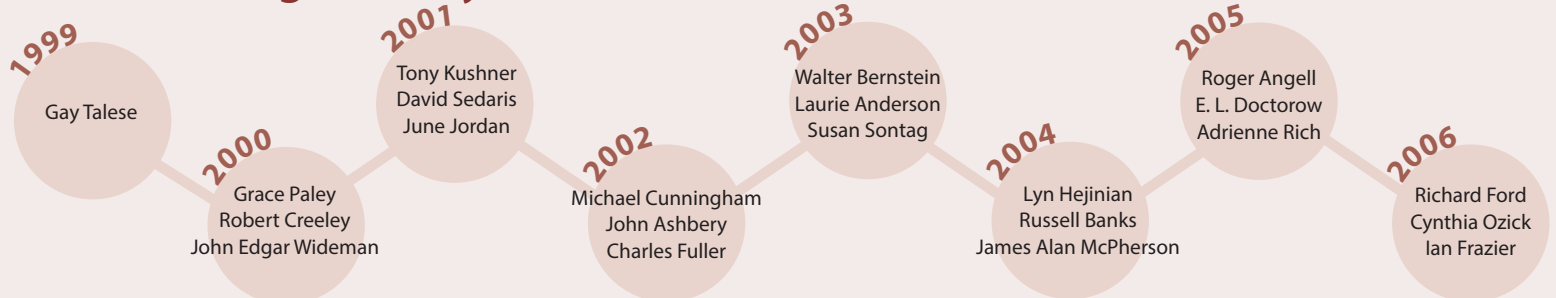 1999
Gay Talese
2000
Grace Paley
Robert Creeley
John Edgar Wideman
2001
Tony Kushner
David Sedaris
June Jordan
2002
Michael Cunningham
John Ashbery
Charles Fuller
2003
Walter Bernstein
Laurie Anderson
Susan Sontag
2004
Lyn Hejinian
Russell Banks
James Alan McPherson
2005
Roger Angell
E. L. Doctorow
Adrienne Rich
2006
Richard Ford
Cynthia Ozick
Ian Frazier